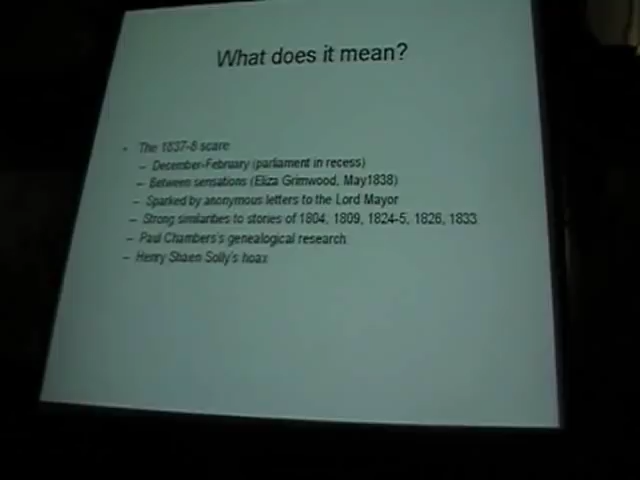 What does it mean?
• The 1837-8 scare
– December-February (parliament in recess)
– Between sensations (Eliza Grimwood, May1838)
– Sparked by anonymous letters to the Lord Mayor
– Strong similarities to stories of 1804, 1809, 1824-5, 1826, 1833
– Paul Chambers's genealogical research
– Henry Shaen Solly's hoax